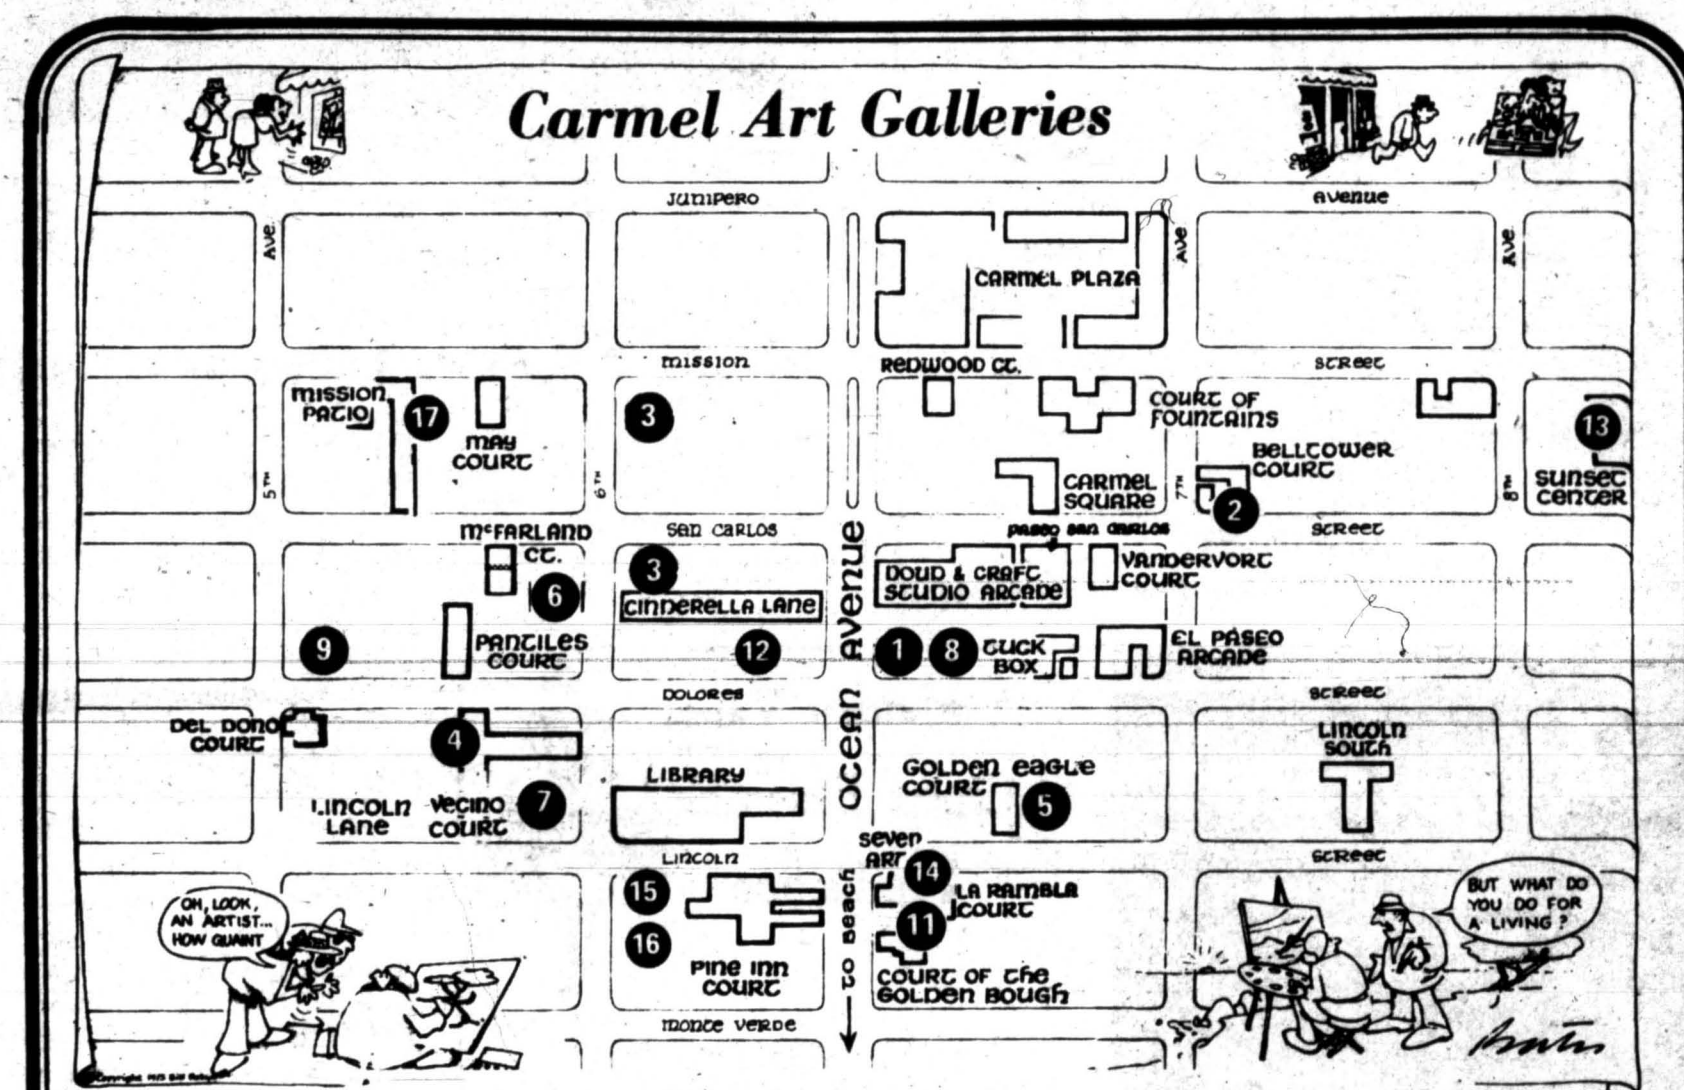 Carmel Art Galleries
JUNIPERO
AVENUE
AVE.
AVE.
AVE.
CARMEL PLAZA
MISSION
REDWOOD CT.
STREET
MISSION
PATIO
17
MAY
COURT
3
COURT OF
FOUNTAINS
BELLTOWER
COURT
13
SUNSET
CENTER
5TH
6TH
CARMEL
SQUARE
7TH
2
8TH
McFARLAND
CT.
SAN CARLOS
PASEO SAN CARLOS
STREET
3
6
CINDERELLA LANE
DOUD & CRAFT
STUDIO ARCADE
VANDERVORT
COURT
9
PANTILES
COURT
12
1
8
TUCK
BOX
EL PASEO
ARCADE
OCEAN AVENUE
DOLORES
STREET
DEL DONO
COURT
4
LINCOLN
SOUTH
LIBRARY
GOLDEN EAGLE
COURT
5
LINCOLN
LANE
VECINO
COURT
7
LINCOLN
SEVEN
ART
STREET
14
LA RAMBLA
COURT
15
16
11
PINE INN
COURT
COURT OF THE
GOLDEN BOUGH
TO BEACH
MONTE VERDE
OH, LOOK,
AN ARTIST...
HOW QUAINT
BUT WHAT DO
YOU DO FOR
A LIVING?
Copyright 1973 Bill